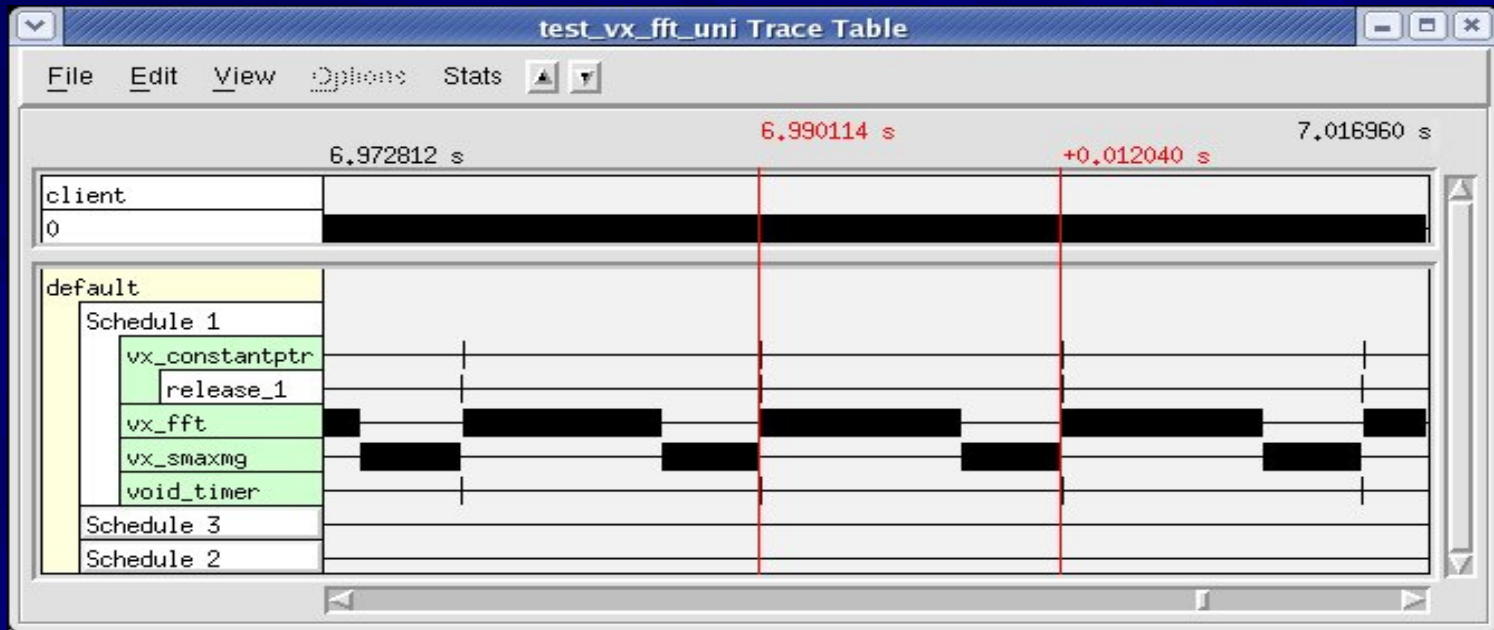 test_vx_fft_uni Trace Table
File Edit View Options Stats
6.990114 s 7.016960 s
6.972812 s +0.012040 s
client
0
default
Schedule 1
vx_constantptr
release_1
vx_fft
vx_smaxmg
void_timer
Schedule 3
Schedule 2